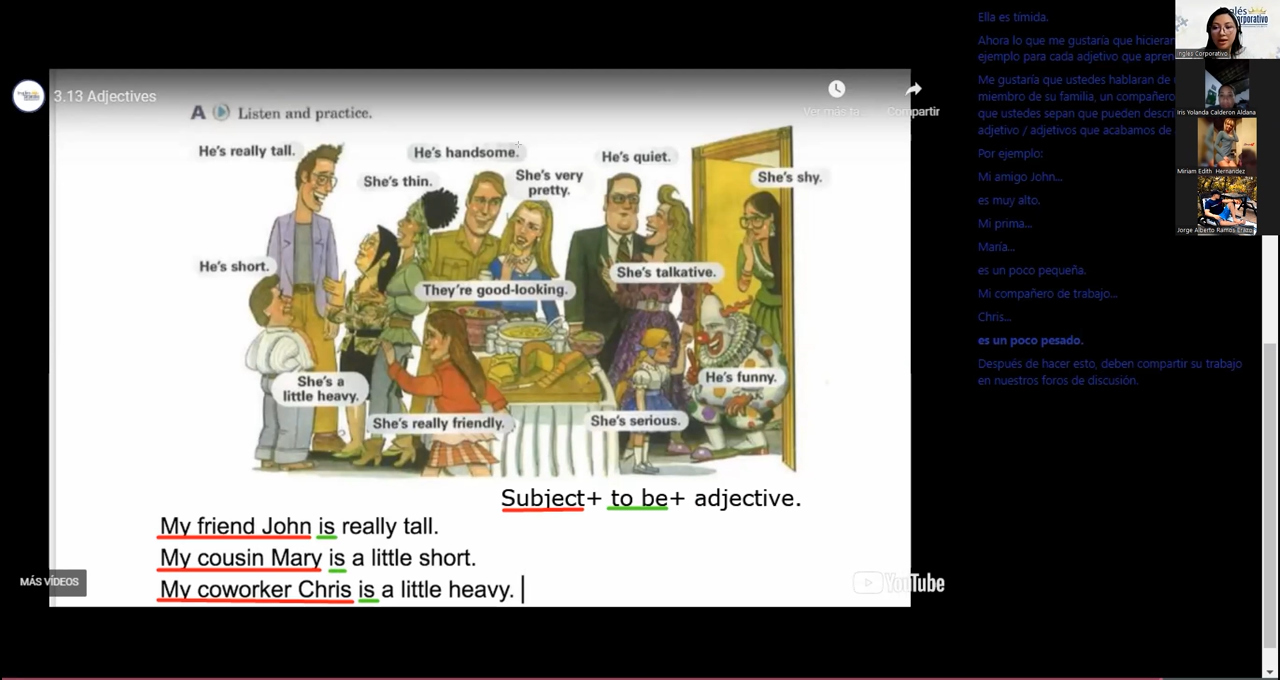 3.13 Adjectives
Ver más ta
Compartir
A Listen and practice.
He's really tall.
He's handsome.
She's thin.
She's very
pretty.
He's quiet.
She's shy.
He's short.
She's talkative.
They're good-looking.
She's a
little heavy.
He's funny.
She's really friendly.
She's serious.
Subject+ to be+ adjective.
My friend John is really tall.
My cousin Mary is a little short.
My coworker Chris is a little heavy.
MÁS VÍDEOS
YouTube
Ella es tímida.
Ahora lo que me gustaría que hicieran
ejemplo para cada adjetivo que
Me gustaría que ustedes hablaran de
miembro de su familia, un compañero
que ustedes sepan que pueden
adjetivo / adjetivos que acabamos de
Por ejemplo:
Mi amigo John...
es muy alto.
Mi prima...
María...
es un poco pequeña.
Mi compañero de trabajo...
Chris...
es un poco pesado.
Después de hacer esto, deben compartir su trabajo
en nuestros foros de discusión.
Inglés Corporativo
Iris Yolanda Calderon Aldana
Miriam Edith Hernandez
Jorge Alberto Ramos Erazo